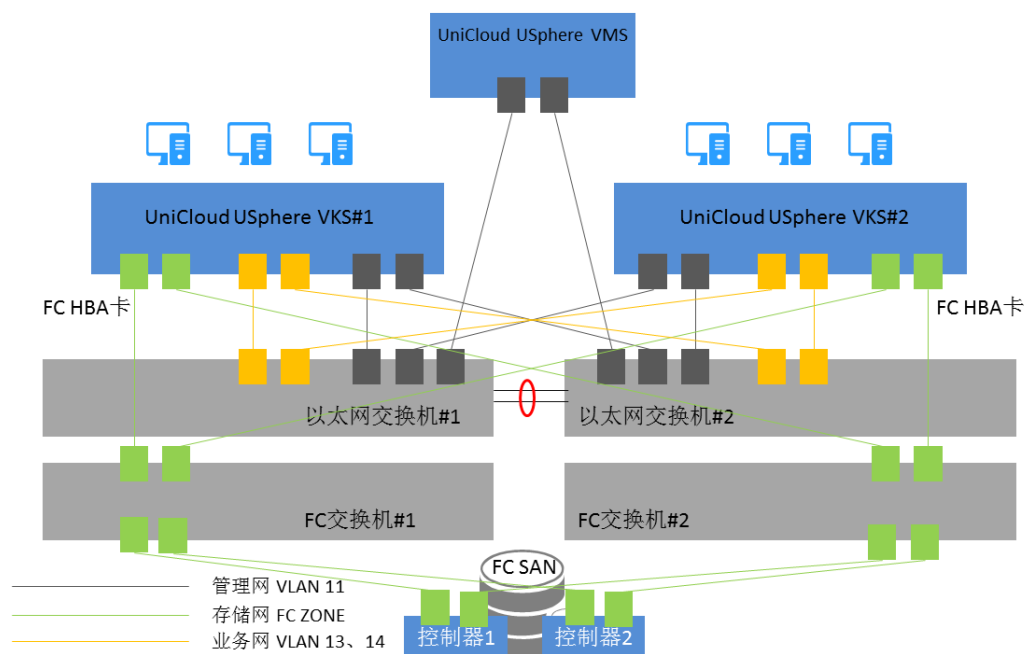 UniCloud USphere VMS
UniCloud USphere VKS#1
UniCloud USphere VKS#2
FC HBA卡
FC HBA卡
以太网交换机#1
以太网交换机#2
FC交换机#1
FC交换机#2
FC SAN
管理网 VLAN 11
存储网 FC ZONE
业务网 VLAN 13、14
控制器1
控制器2